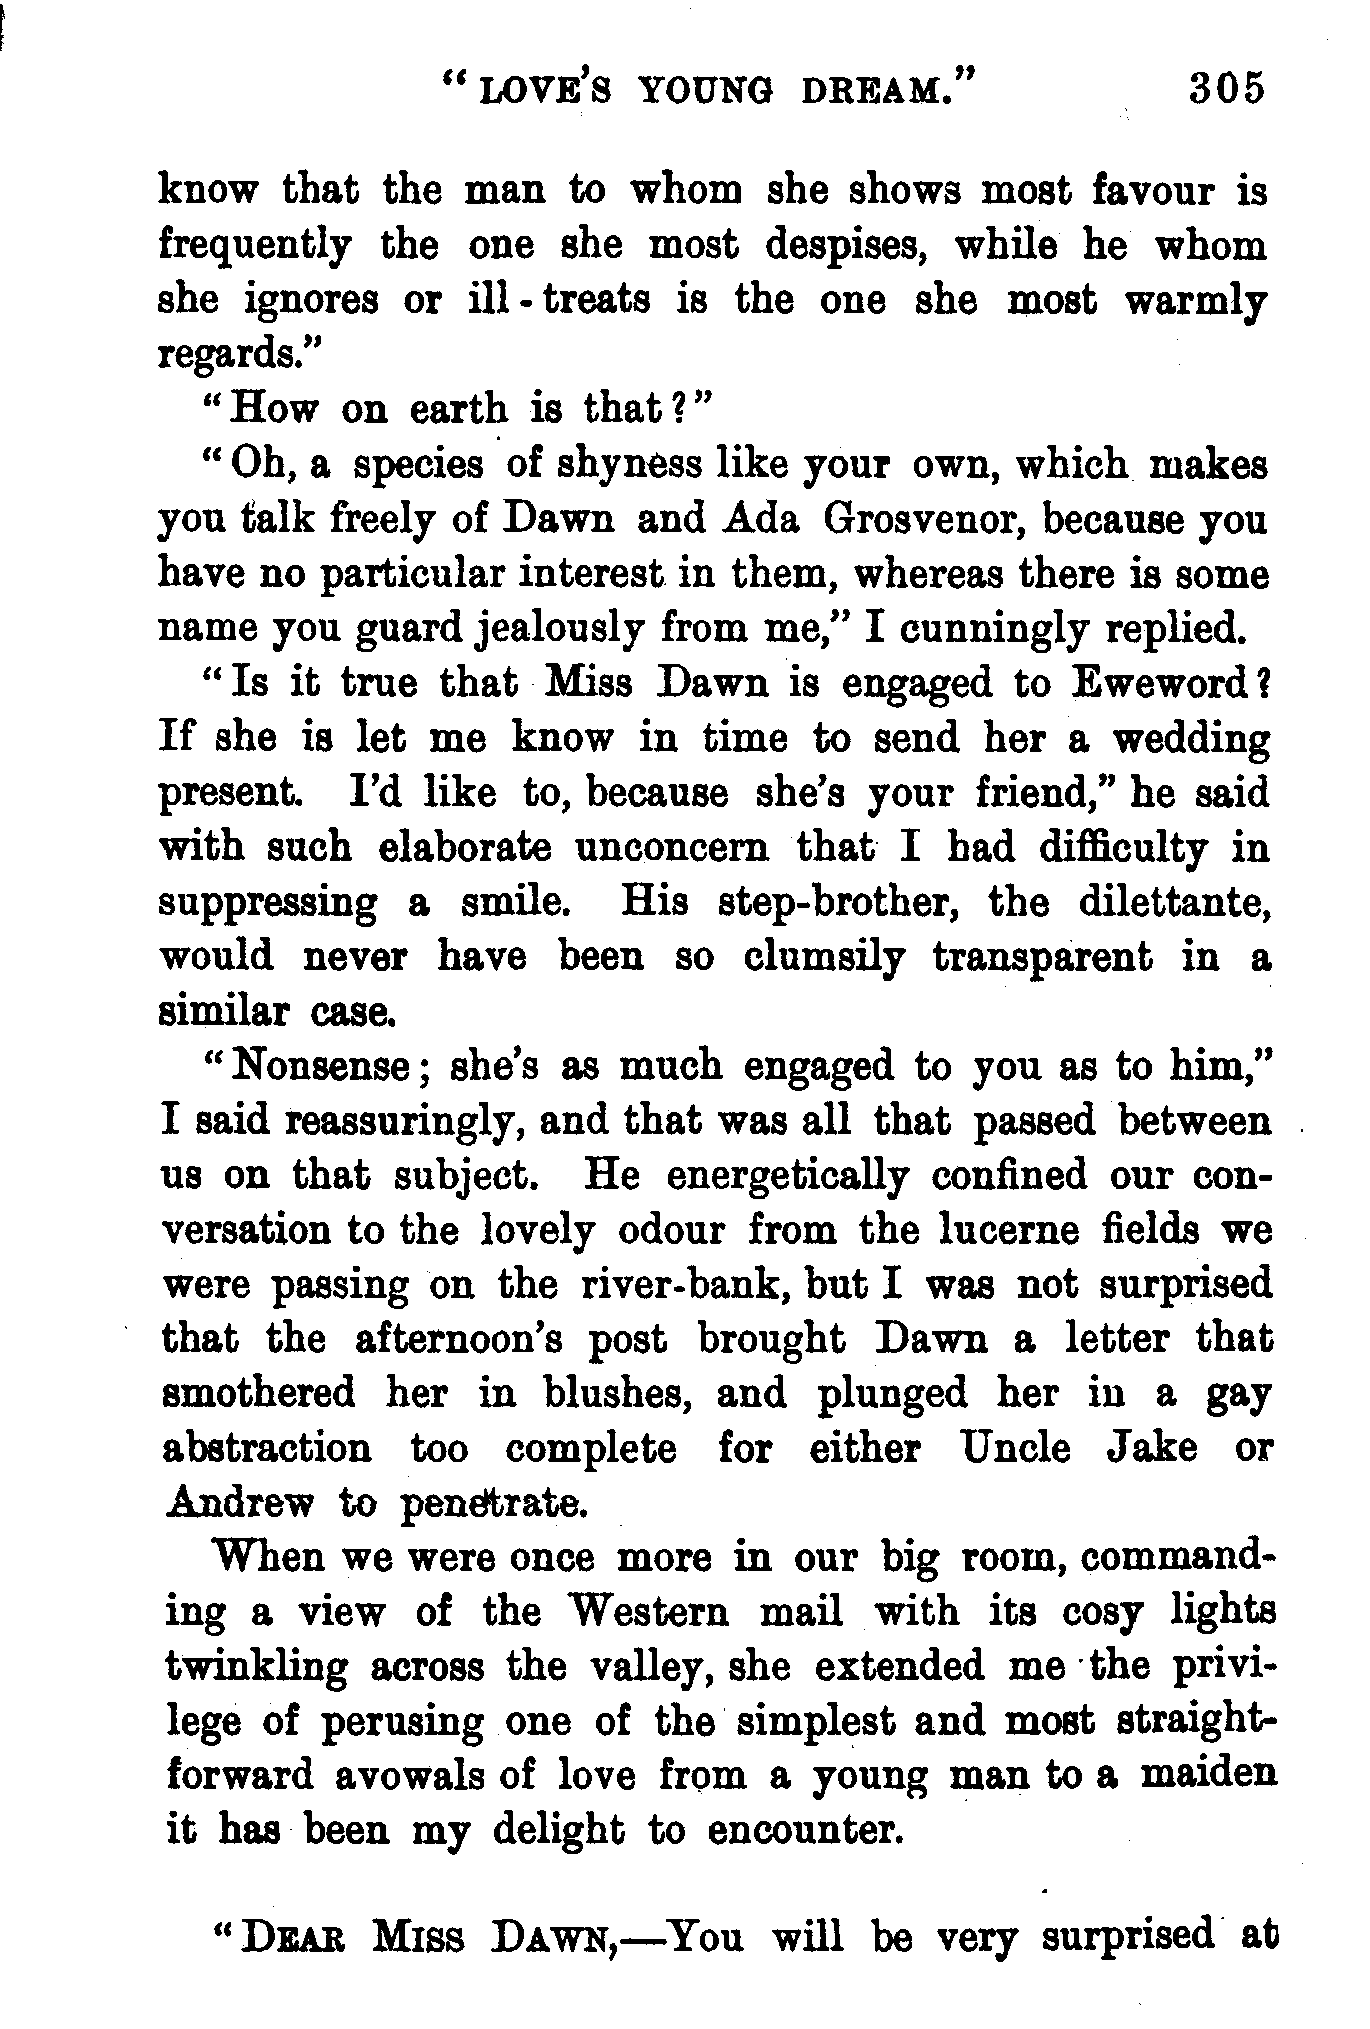 "LOVE'S YOUNG DREAM." 305
know that the man to whom she shows most favour is
frequently the one she most despises, while he whom
she ignores or ill-treats is the one she most warmly
regards."
"How on earth is that?"
"Oh, a species of shyness like your own, which makes
you talk freely of Dawn and Ada Grosvenor, because you
have no particular interest in them, whereas there is some
name you guard jealously from me," I cunningly replied.
"Is it true that Miss Dawn is engaged to Eweword?
If she is let me know in time to send her a wedding
present. I'd like to, because she's your friend," he said
with such elaborate unconcern that I had difficulty in
suppressing a smile. His step-brother, the dilettante,
would never have been so clumsily transparent in a
similar case.
"Nonsense; she's as much engaged to you as to him,"
I said reassuringly, and that was all that passed between
us on that subject. He energetically confined our con-
versation to the lovely odour from the lucerne fields we
were passing on the river-bank, but I was not surprised
that the afternoon's post brought Dawn a letter that
smothered her in blushes, and plunged her in a gay
abstraction too complete for either Uncle Jake or
Andrew to penetrate.
When we were once more in our big room, command-
ing a view of the Western mail with its cosy lights
twinkling across the valley, she extended me the privi-
lege of perusing one of the simplest and most straight-
forward avowals of love from a young man to a maiden
it has been my delight to encounter.
"DEAR MISS DAWN,—You will be very surprised at